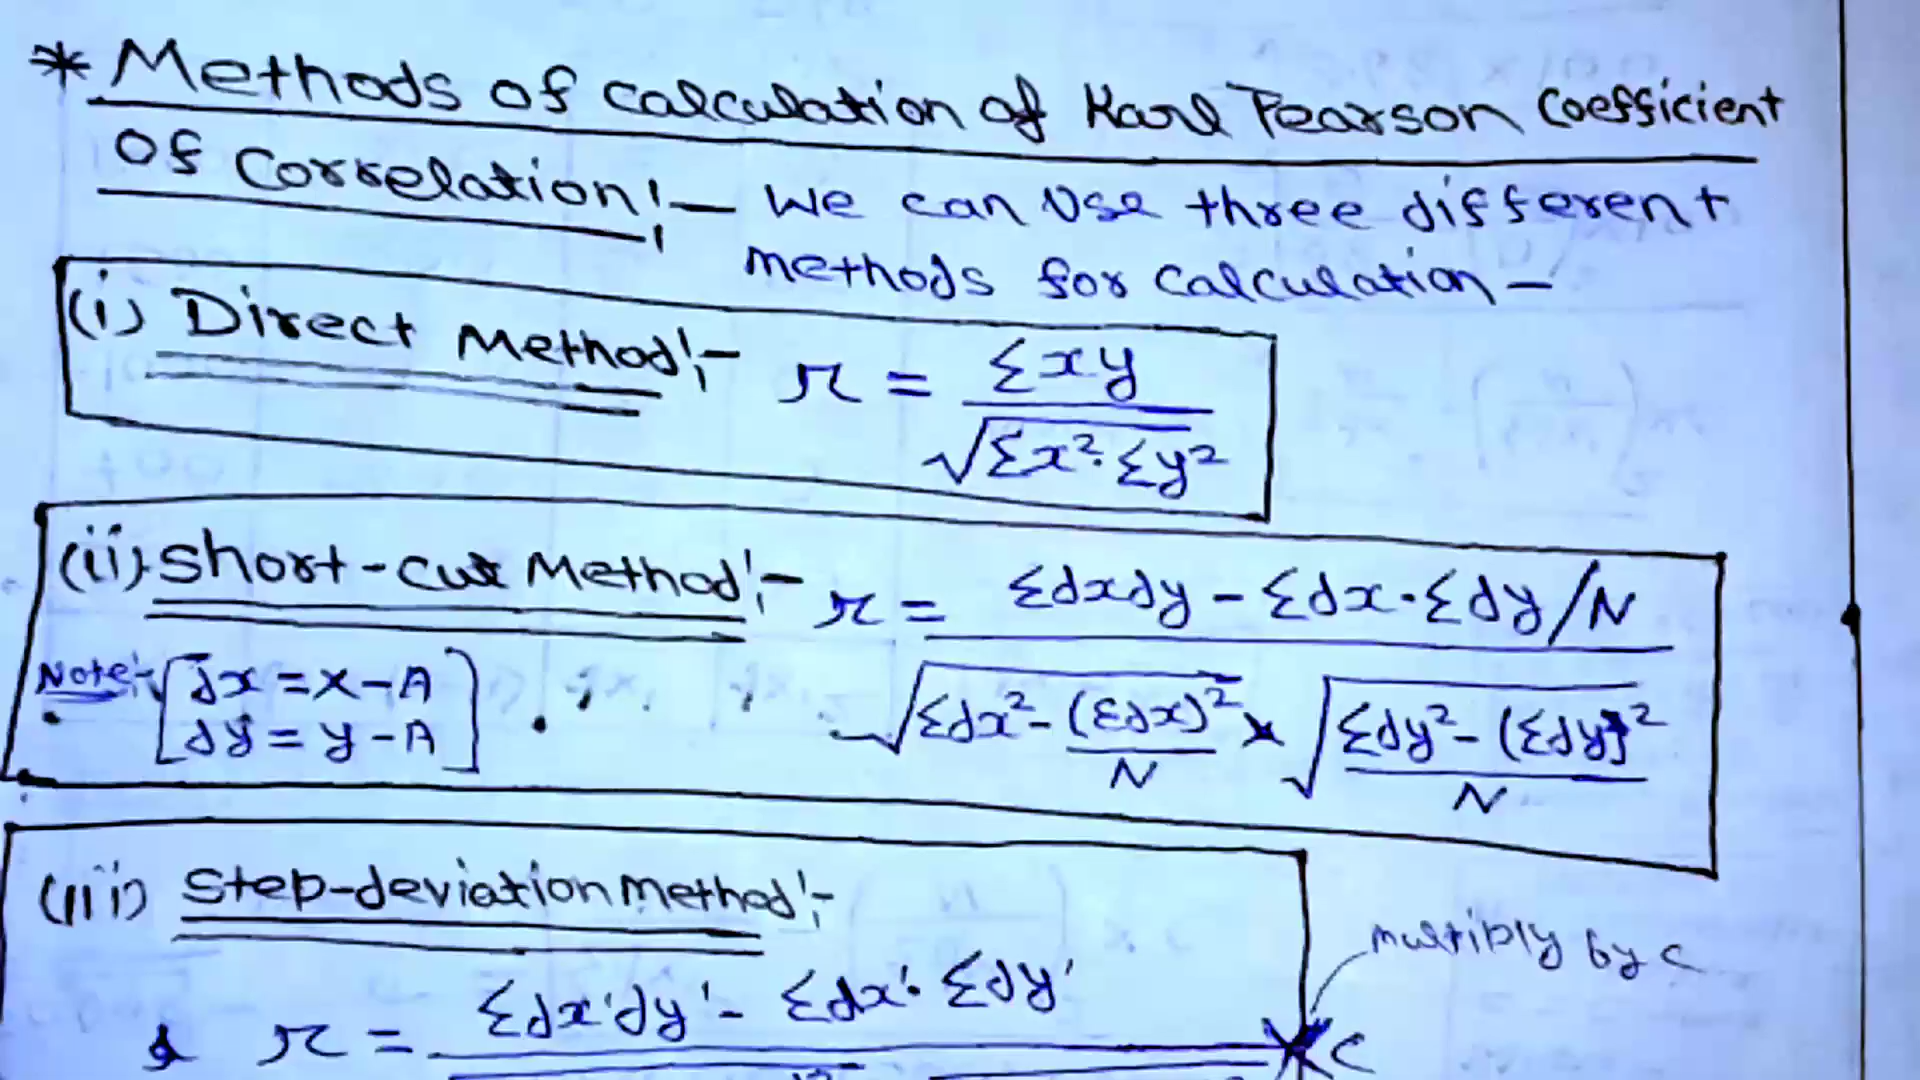 * Methods of calculation of Karl Pearson Coefficient
of Correlation:— We can use three different
methods for calculation —
(i) Direct Method:- r = Σxy / √Σx²·Σy²
(ii) Short-cut Method:- r = Σdxdy - Σdx·Σdy/N
Note:- [dx = x-A
dy = y-A]
√Σdx² - (Σdx)²/N × √Σdy² - (Σdy)²/N
(iii) Step-deviation Method:-
multiply by c
r = Σdx'dy' - Σdx'·Σdy' × C